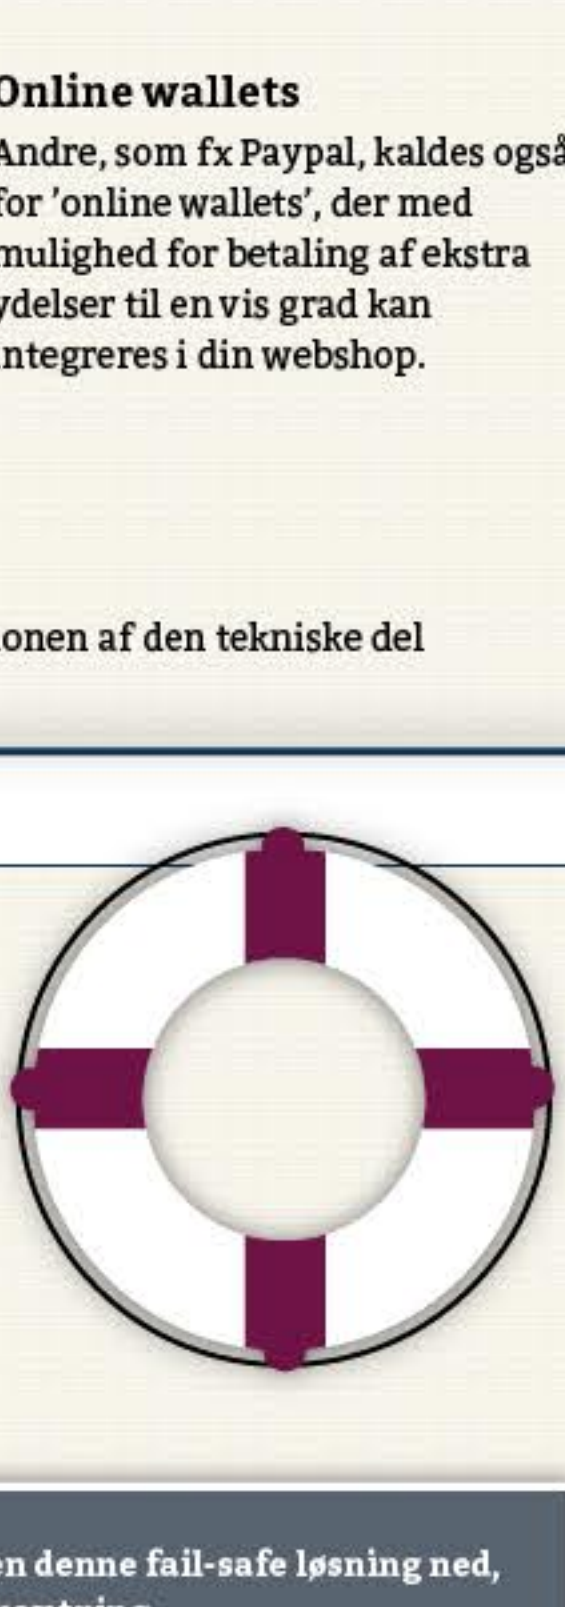 Online wallets
Andre, som fx Paypal, kaldes også
for ’online wallets’, der med
mulighed for betaling af ekstra
ydelser til en vis grad kan
integreres i din webshop.
onen af den tekniske del
en denne fail-safe løsning ned,